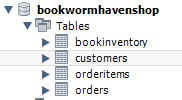 bookwormhavenshop
Tables
bookinventory
customers
orderitems
orders